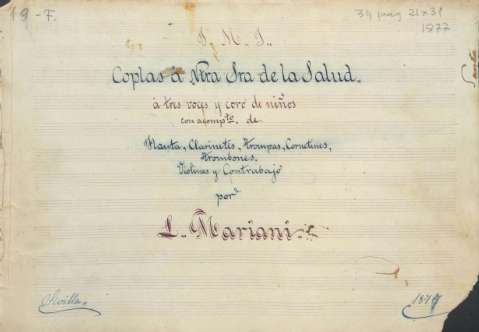 19-F.
39 pag 21x31
1877
J. M. J.
Coplas á Ntra Sra de la Salud.
á tres voces y coro de niños
con acompto. de
Flauta, Clarinetes, Trompas, Cornetines,
Trombones.
Violines y Contrabajo
por
L. Mariani
Sevilla
1877